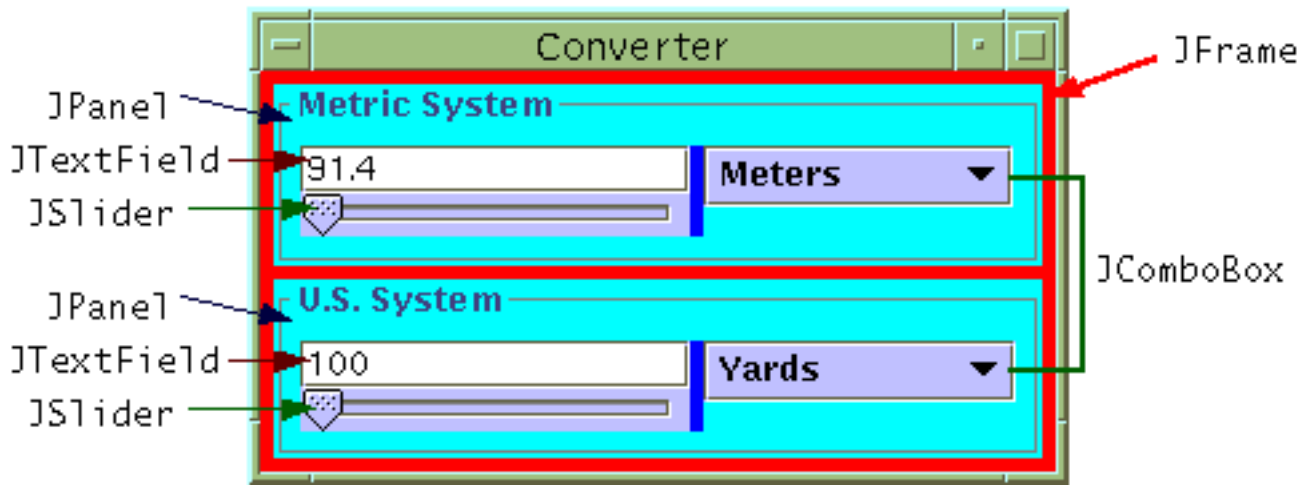 Converter
JFrame
JPanel
Metric System
JTextField
91.4
Meters
JSlider
JComboBox
JPanel
U.S. System
JTextField
100
Yards
JSlider